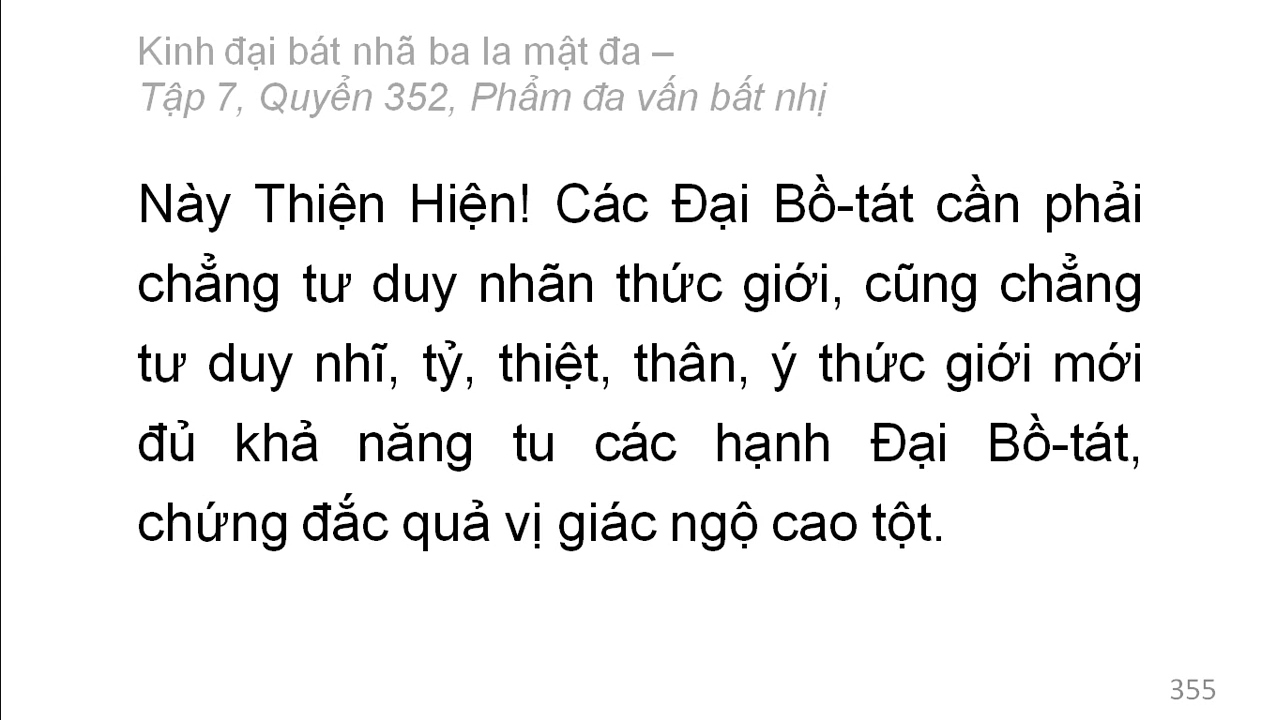 Kinh đại bát nhã ba la mật đa –
Tập 7, Quyển 352, Phẩm đa vấn bất nhị
Này Thiện Hiện! Các Đại Bồ-tát cần phải
chẳng tư duy nhãn thức giới, cũng chẳng
tư duy nhĩ, tỷ, thiệt, thân, ý thức giới mới
đủ khả năng tu các hạnh Đại Bồ-tát,
chứng đắc quả vị giác ngộ cao tột.
355